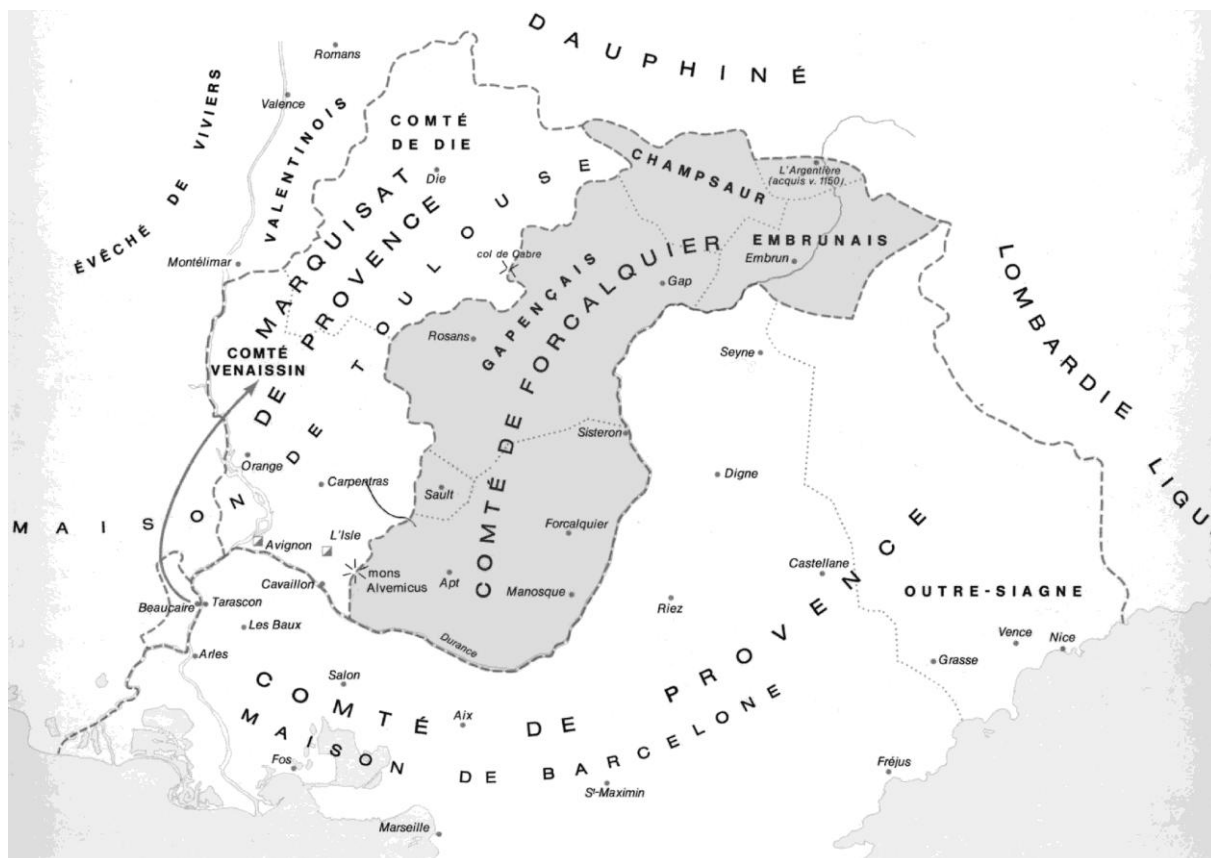 DAUPHINÉ
Romans
Valence
ÉVÊCHÉ DE VIVIERS
VALENTINOIS
COMTÉ
DE DIE
Die
CHAMPSAUR
L'Argentière
(acquis v. 1150)
MARQUISAT
DE PROVENCE
MAISON DE TOULOUSE
Montélimar
col de Cabre
EMBRUNAIS
Embrun
Gap
GAPENÇAIS
COMTÉ DE FORCALQUIER
LOMBARDIE
LIGU
Rosans
Seyne
COMTÉ
VENAISSIN
Sisteron
Orange
Carpentras
Sault
Digne
Avignon
L'Isle
Forcalquier
mons
Alvernicus
Apt
Cavaillon
Manosque
Castellane
Riez
OUTRE-SIAGNE
Beaucaire
Tarascon
Les Baux
Durance
Arles
Vence
Nice
Grasse
Salon
COMTÉ DE PROVENCE
MAISON DE BARCELONE
Aix
Fos
St-Maximin
Fréjus
Marseille